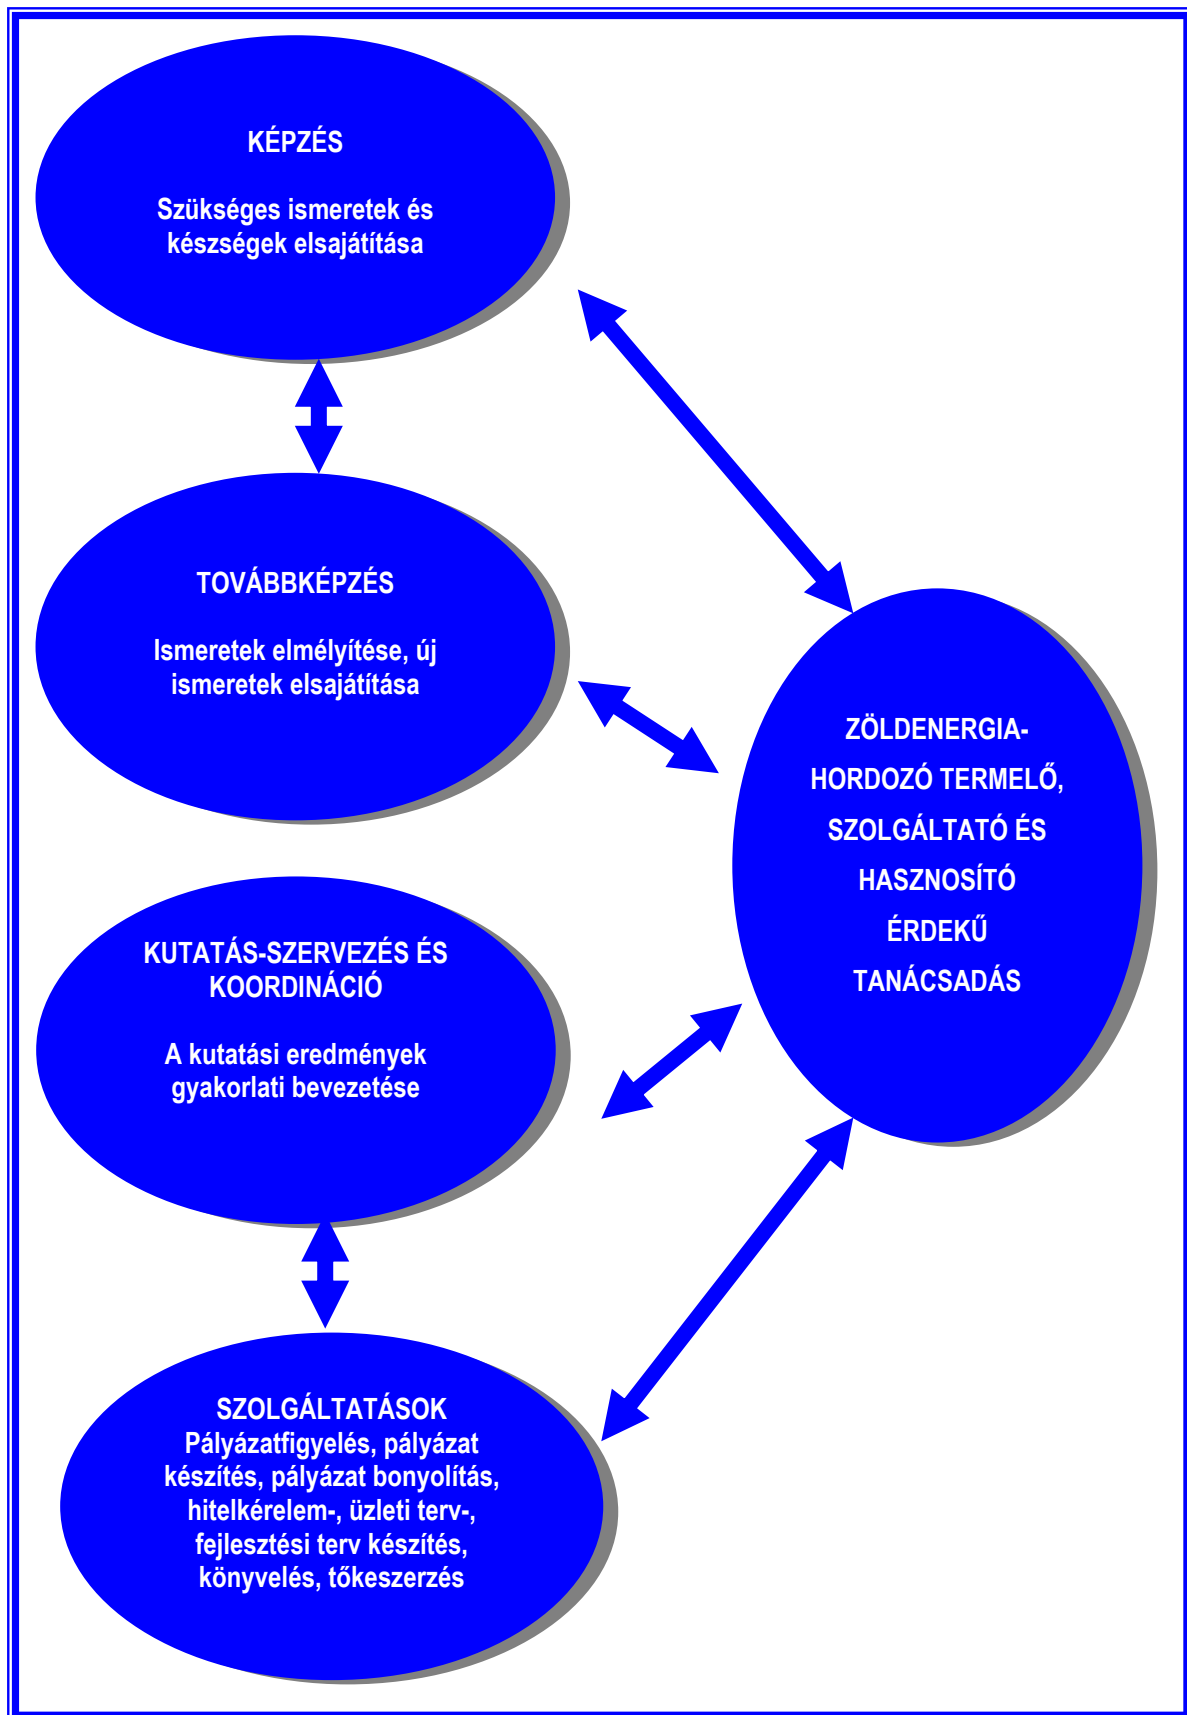 KÉPZÉS
Szükséges ismeretek és
készségek elsajátítása
TOVÁBBKÉPZÉS
Ismeretek elmélyítése, új
ismeretek elsajátítása
KUTATÁS-SZERVEZÉS ÉS
KOORDINÁCIÓ
A kutatási eredmények
gyakorlati bevezetése
SZOLGÁLTATÁSOK
Pályázatfigyelés, pályázat
készítés, pályázat bonyolítás,
hitelkérelem-, üzleti terv-,
fejlesztési terv készítés,
könyvelés, tőkeszerzés
ZÖLDENERGIA-
HORDOZÓ TERMELŐ,
SZOLGÁLTATÓ ÉS
HASZNOSÍTÓ
ÉRDEKŰ
TANÁCSADÁS